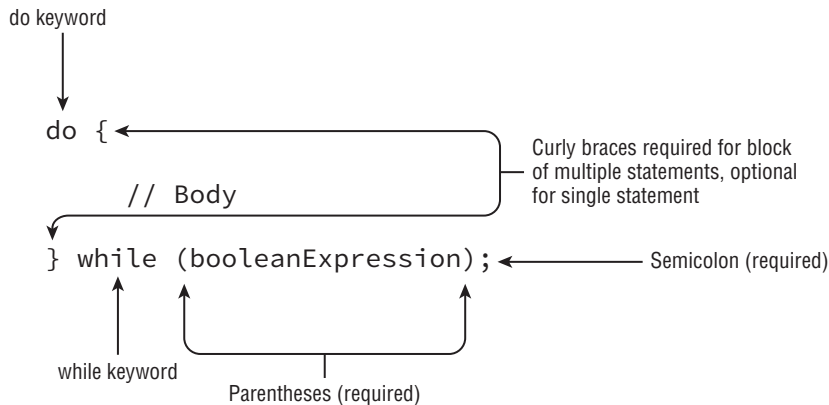 do keyword
do {
Curly braces required for block
of multiple statements, optional
for single statement
// Body
} while (booleanExpression);
Semicolon (required)
while keyword
Parentheses (required)